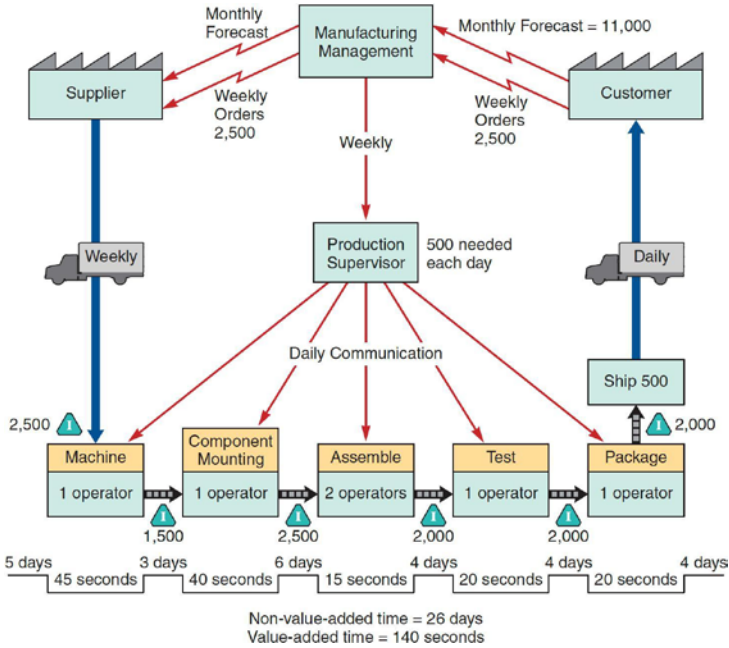 Monthly
Forecast
Manufacturing
Management
Monthly Forecast = 11,000
Supplier
Customer
Weekly
Orders
2,500
Weekly
Orders
2,500
Weekly
Weekly
Production
Supervisor
500 needed
each day
Daily
Daily Communication
Ship 500
2,500
I
I
2,000
Machine
Component
Mounting
Assemble
Test
Package
1 operator
1 operator
2 operators
1 operator
1 operator
I
I
I
I
1,500
2,500
2,000
2,000
5 days
3 days
6 days
4 days
4 days
4 days
45 seconds
40 seconds
15 seconds
20 seconds
20 seconds
Non-value-added time = 26 days
Value-added time = 140 seconds